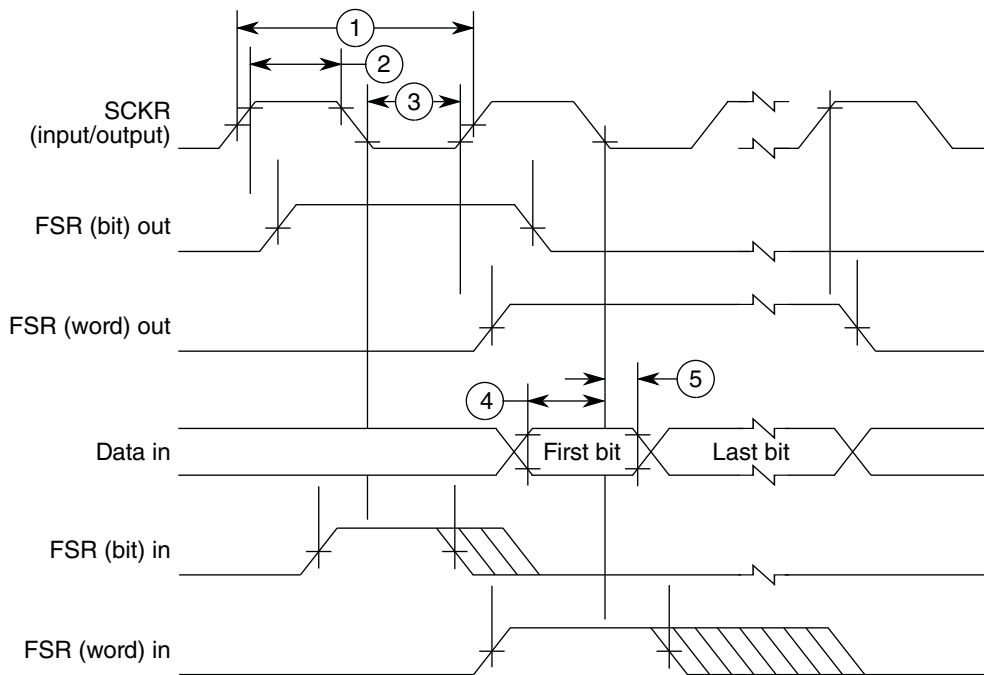 1
2
3
SCKR
(input/output)
FSR (bit) out
FSR (word) out
4
5
Data in
First bit
Last bit
FSR (bit) in
FSR (word) in